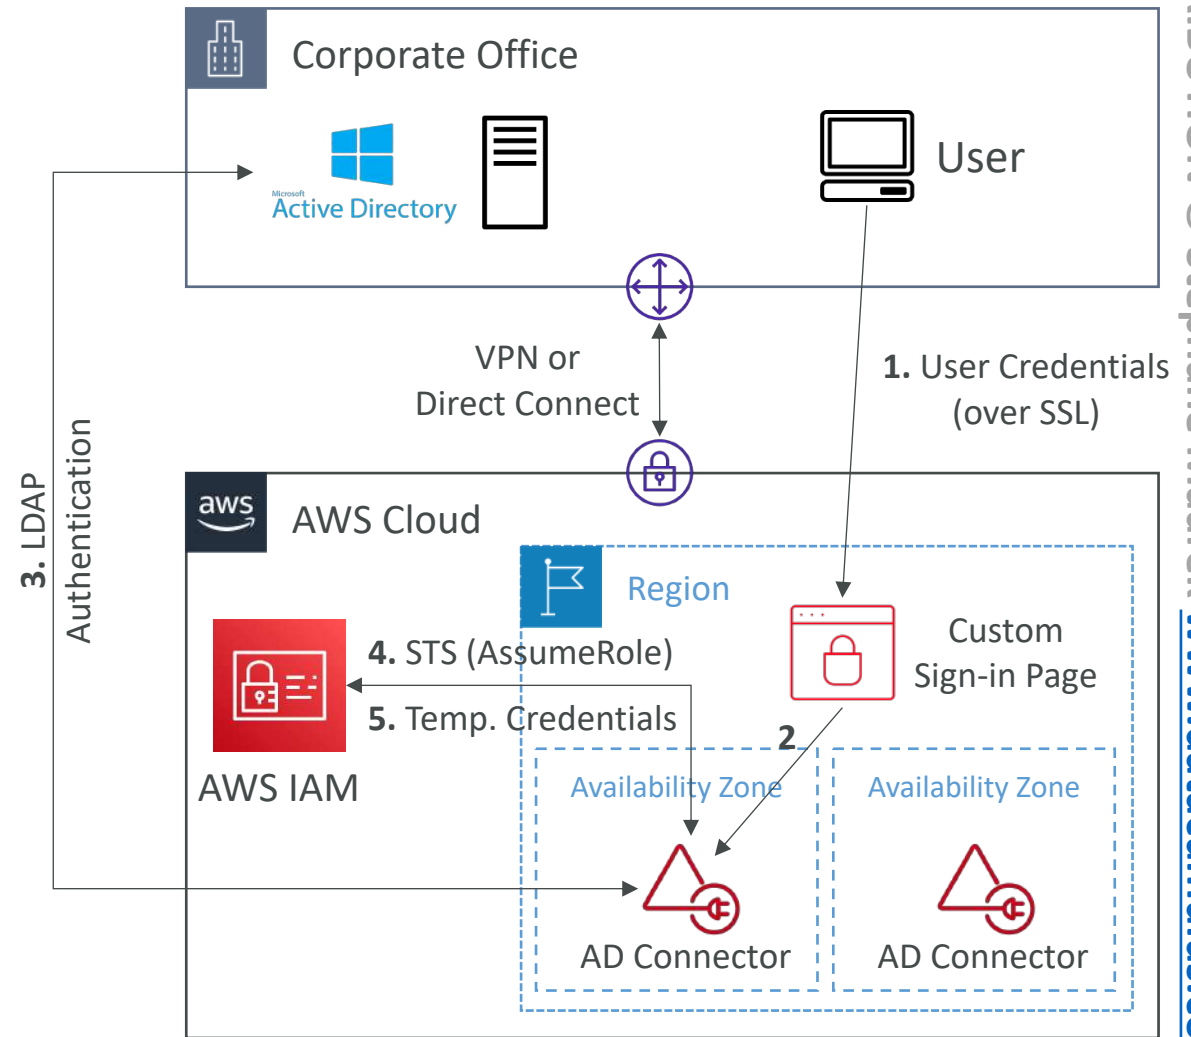 Corporate Office
Microsoft
Active Directory
User
VPN or
Direct Connect
1. User Credentials
(over SSL)
3. LDAP
Authentication
aws
AWS Cloud
Region
Custom
Sign-in Page
4. STS (AssumeRole)
5. Temp. Credentials
2
AWS IAM
Availability Zone
Availability Zone
AD Connector
AD Connector